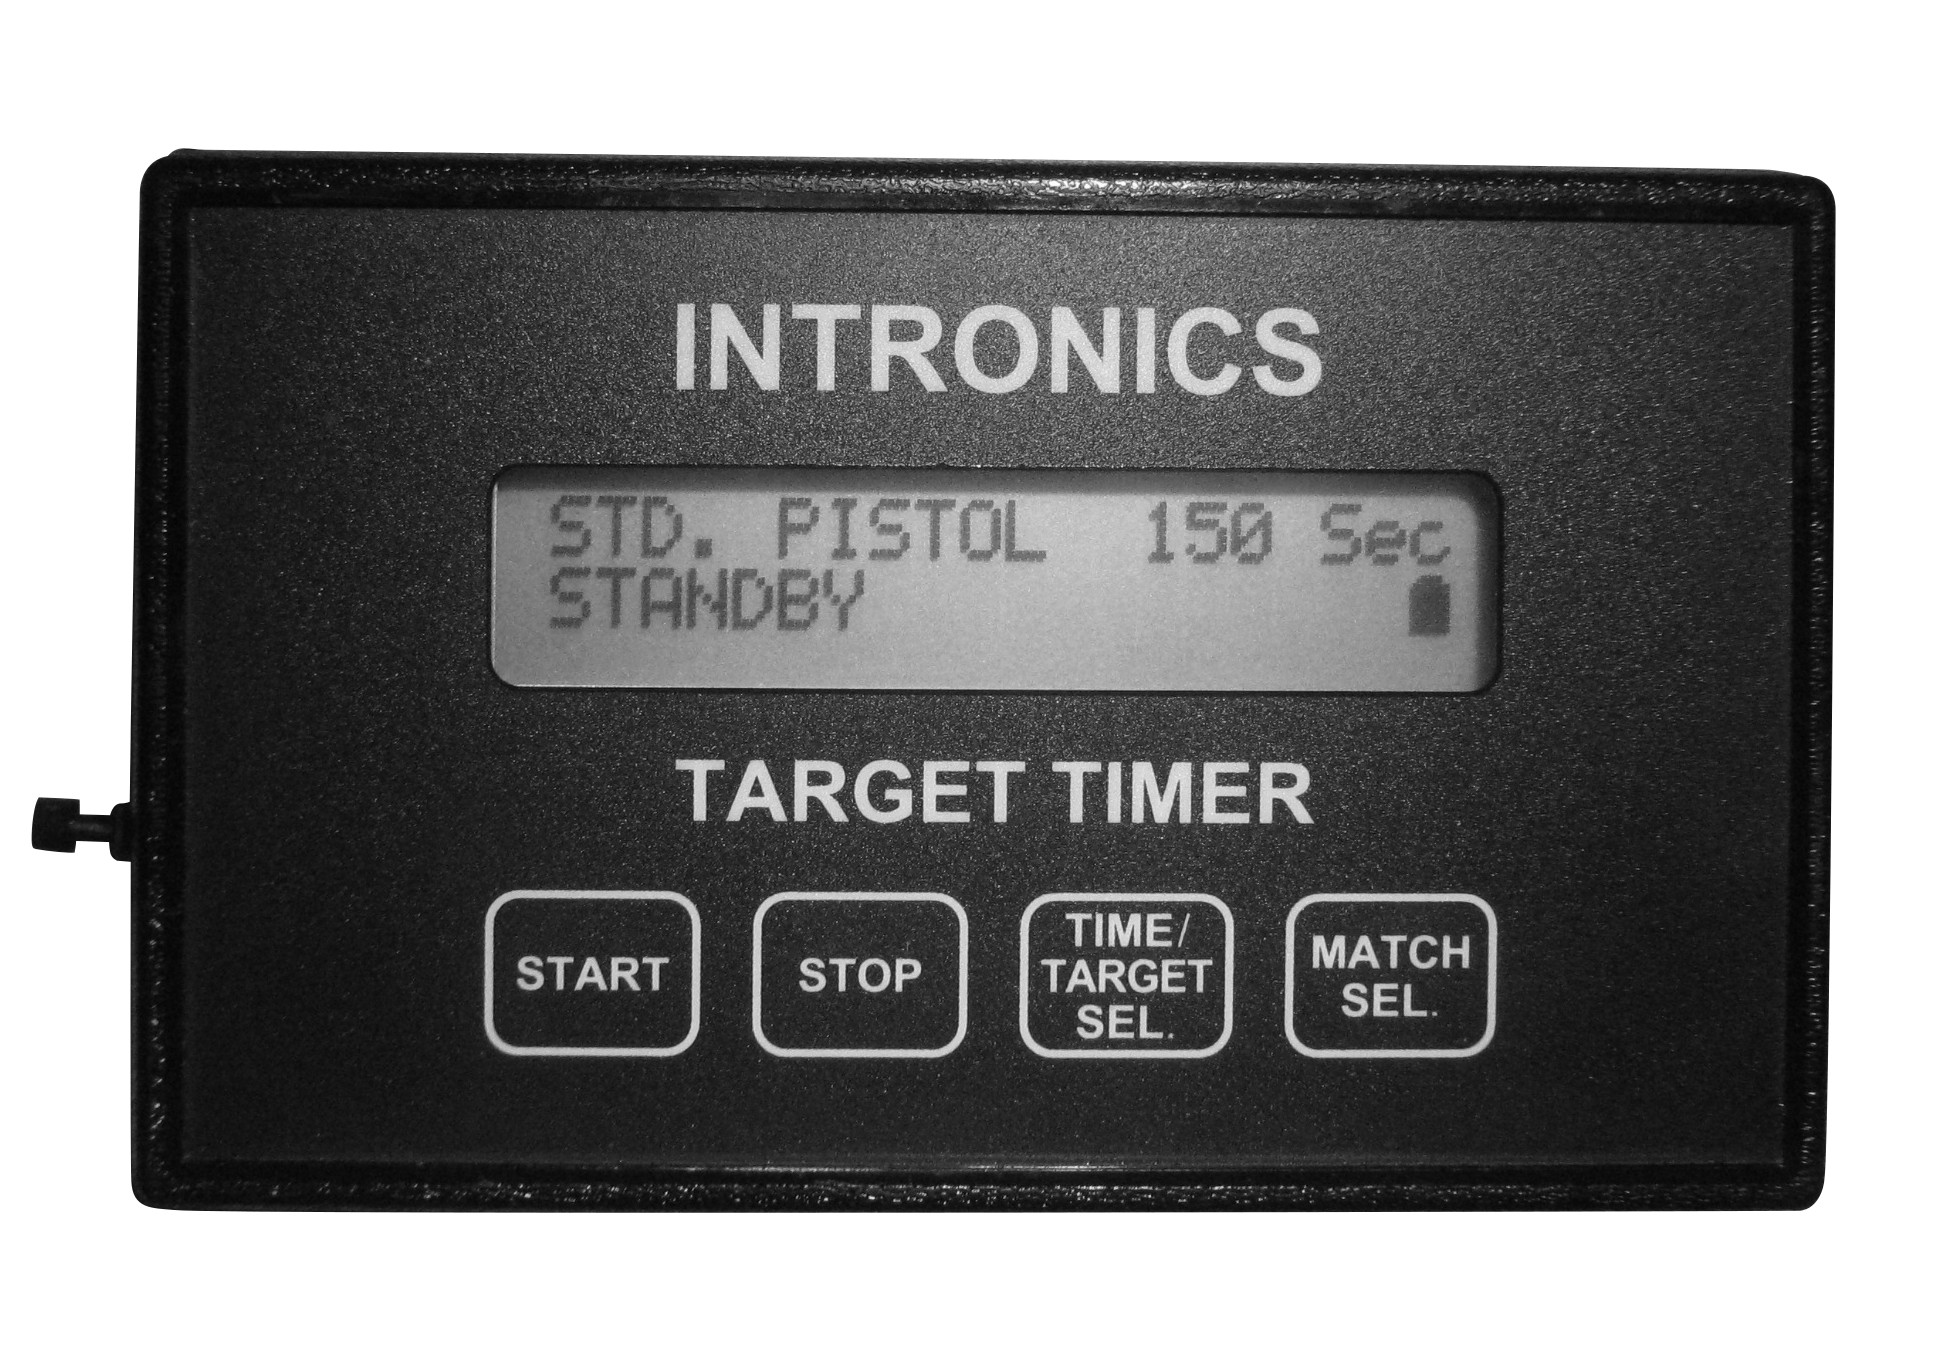 INTRONICS
STD. PISTOL 150 Sec
STANDBY
TARGET TIMER
START
STOP
TIME/
TARGET
SEL.
MATCH
SEL.